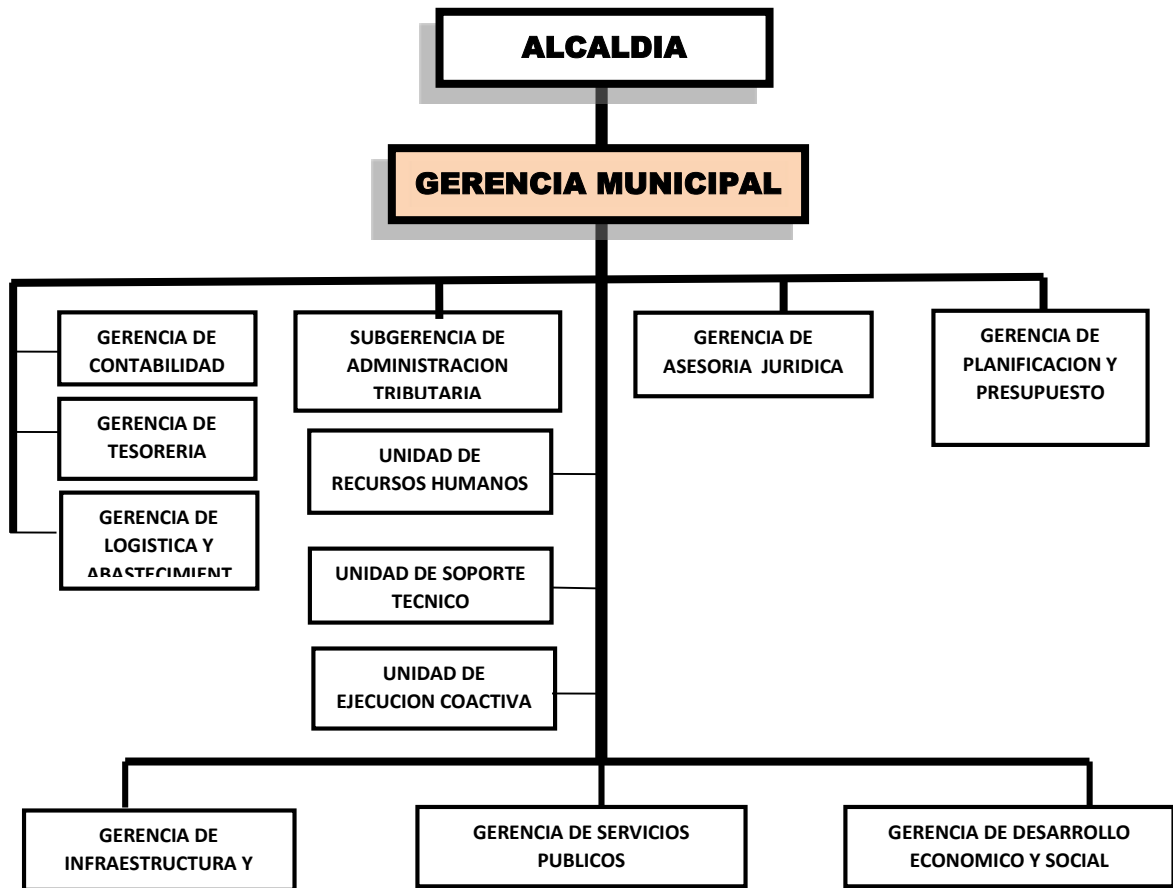 ALCALDIA
GERENCIA MUNICIPAL
GERENCIA DE
CONTABILIDAD
GERENCIA DE
TESORERIA
GERENCIA DE
LOGISTICA Y
ABASTECIMIENT
SUBGERENCIA DE
ADMINISTRACION
TRIBUTARIA
GERENCIA DE
ASESORIA JURIDICA
GERENCIA DE
PLANIFICACION Y
PRESUPUESTO
UNIDAD DE
RECURSOS HUMANOS
UNIDAD DE SOPORTE
TECNICO
UNIDAD DE
EJECUCION COACTIVA
GERENCIA DE
INFRAESTRUCTURA Y
GERENCIA DE SERVICIOS
PUBLICOS
GERENCIA DE DESARROLLO
ECONOMICO Y SOCIAL